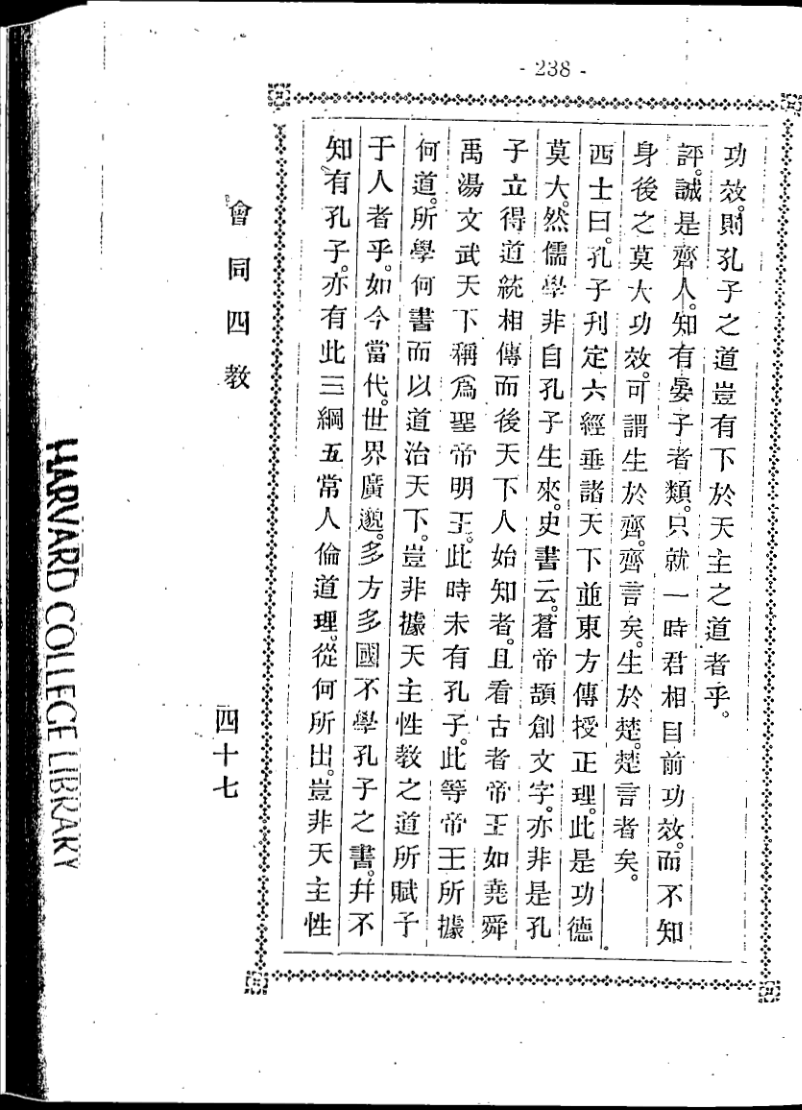 - 238 -
功效。則孔子之道豈有下於天主之道者乎。
評。誠是齊人。知有晏子者類。只就一時君相目前功效。而不知
身後之莫大功效。可謂生於齊。齊言矣。生於楚。楚言者矣。
西士曰。孔子刊定六經垂諸天下並東方傳授正理。此是功德
莫大。然儒學非自孔子生來。史書云。蒼帝頡創文字。亦非是孔
子立得道統相傳而後天下人始知者。且看古者帝王如堯舜
禹湯文武天下稱爲聖帝明王。此時未有孔子。此等帝王所據
何道。所學何書而以道治天下。豈非據天主性教之道所賦予
于人者乎。如今當代。世界廣邈。多方多國不學孔子之書。幷不
知有孔子。亦有此三綱五常人倫道理。從何所出。豈非天主性
會同四教
四十七
HARVARD COLLEGE LIBRARY